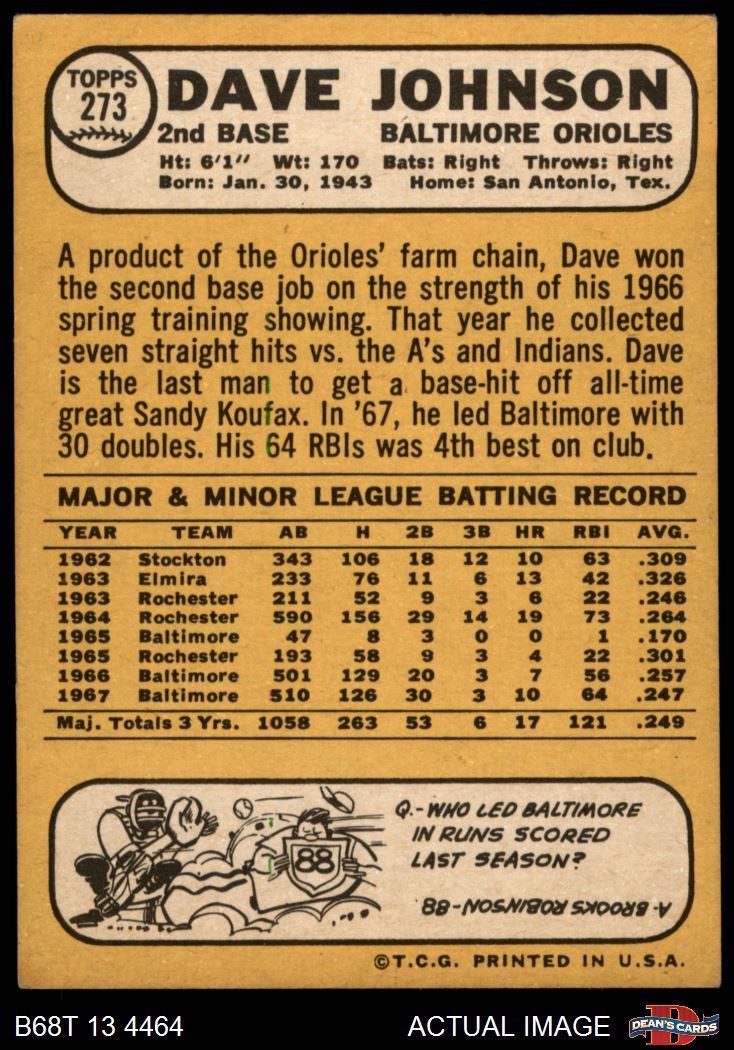 TOPPS
273
DAVE JOHNSON
2nd BASE BALTIMORE ORIOLES
Ht: 6'1" Wt: 170 Bats: Right Throws: Right
Born: Jan. 30, 1943 Home: San Antonio, Tex.
A product of the Orioles' farm chain, Dave won
the second base job on the strength of his 1966
spring training showing. That year he collected
seven straight hits vs. the A's and Indians. Dave
is the last man to get a base-hit off all-time
great Sandy Koufax. In '67, he led Baltimore with
30 doubles. His 64 RBIs was 4th best on club.
MAJOR & MINOR LEAGUE BATTING RECORD
YEAR TEAM AB H 2B 3B HR RBI AVG.
1962 Stockton 343 106 18 12 10 63 .309
1963 Elmira 233 76 11 6 13 42 .326
1963 Rochester 211 52 9 3 6 22 .246
1964 Rochester 590 156 29 14 19 73 .264
1965 Baltimore 47 8 3 0 0 1 .170
1965 Rochester 193 58 9 3 4 22 .301
1966 Baltimore 501 129 20 3 7 56 .257
1967 Baltimore 510 126 30 3 10 64 .247
Maj. Totals 3 Yrs. 1058 263 53 6 17 121 .249
88
Q.-WHO LED BALTIMORE
IN RUNS SCORED
LAST SEASON?
A-BROOKS ROBINSON-88
©T.C.G. PRINTED IN U.S.A.
B68T 13 4464 ACTUAL IMAGE
D
DEAN'S CARDS